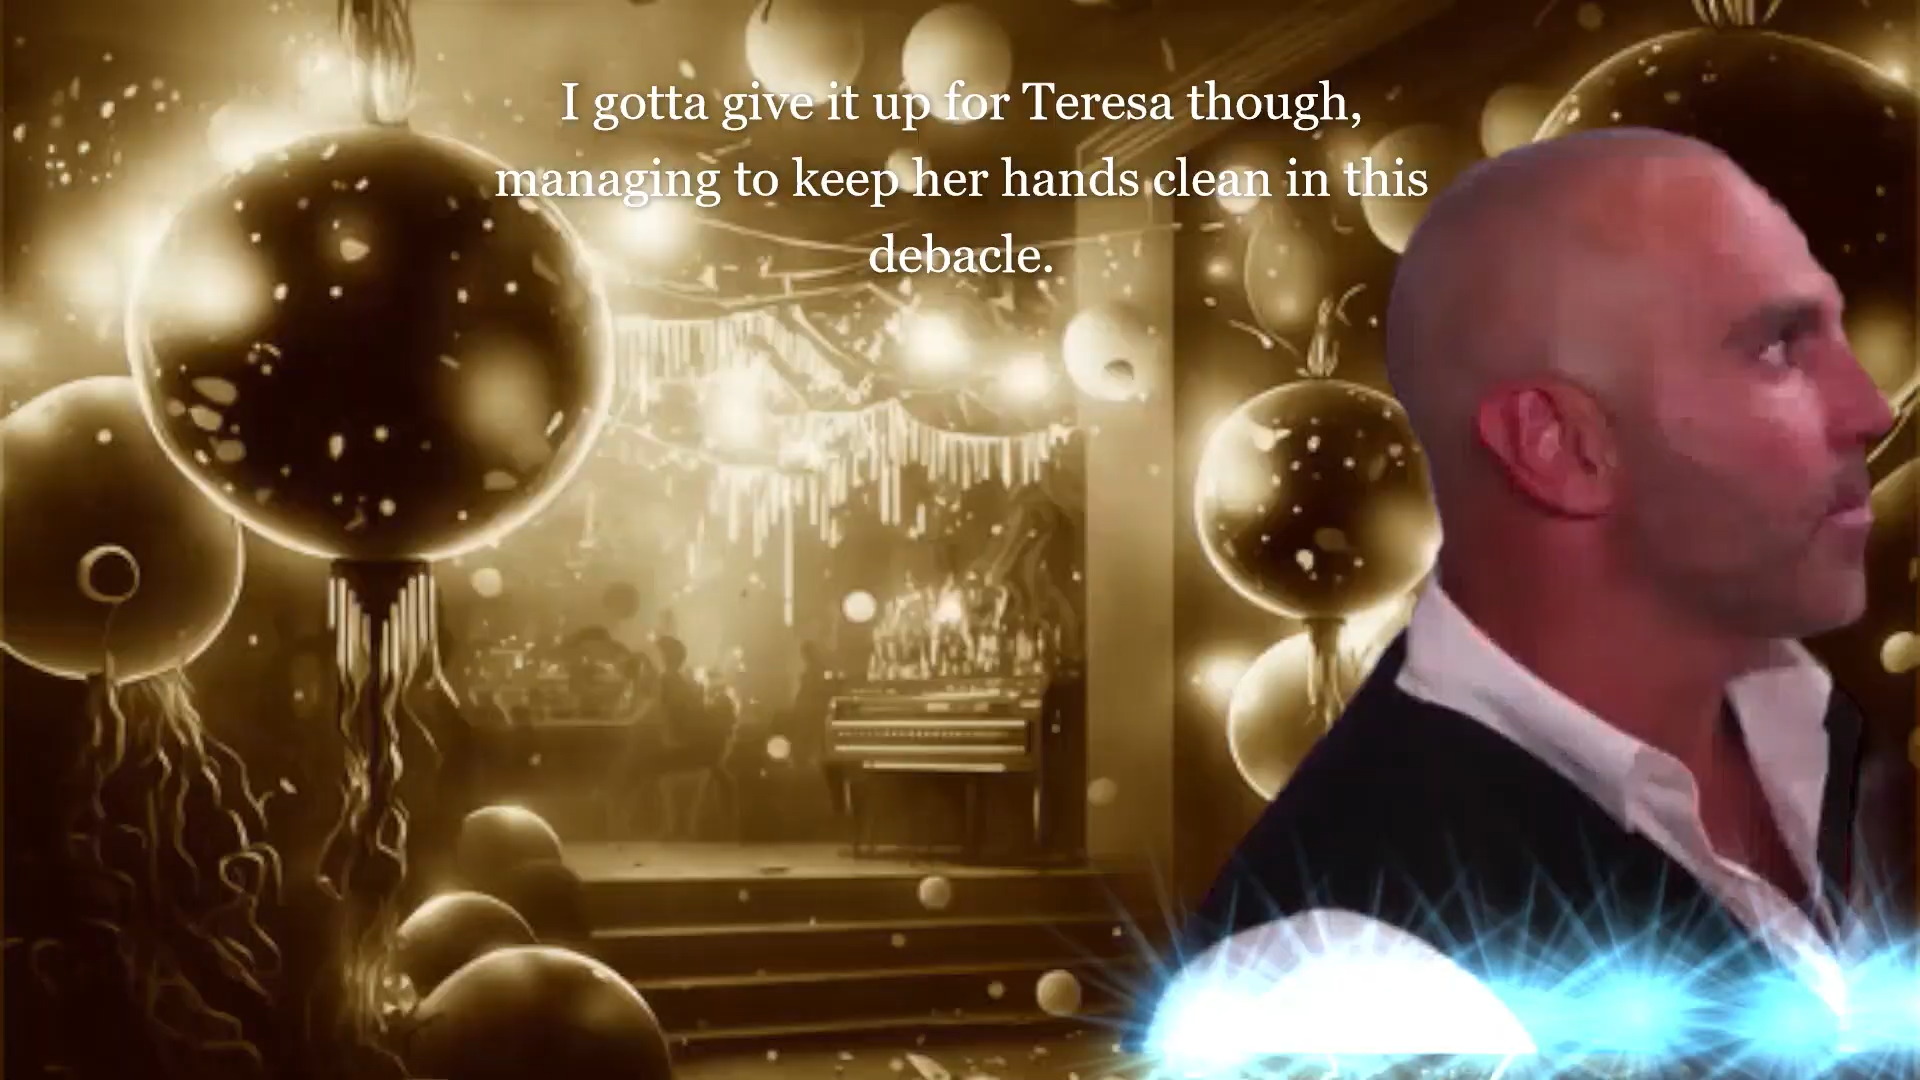 I gotta give it up for Teresa though,
managing to keep her hands clean in this
debacle.